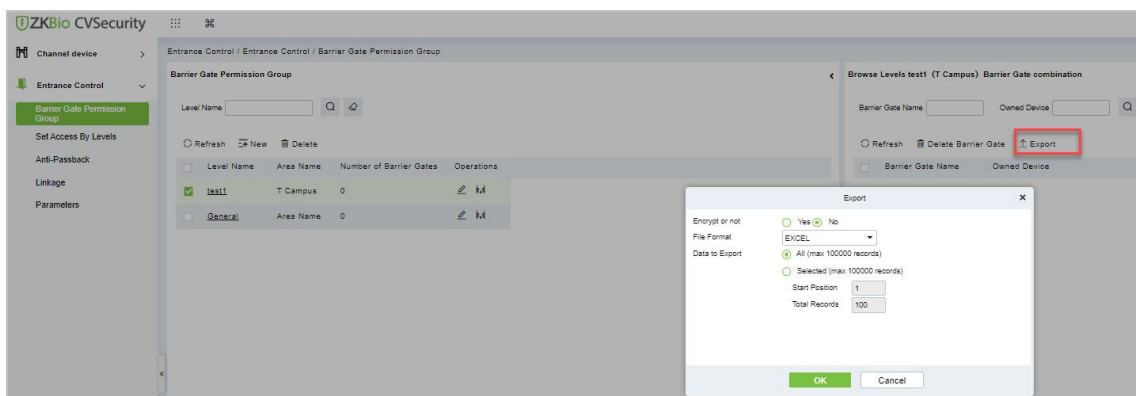 ZKBio CVSecurity
Channel device
Entrance Control
Barrier Gate Permission
Group
Set Access By Levels
Anti-Passback
Linkage
Parameters
Entrance Control / Entrance Control / Barrier Gate Permission Group
Barrier Gate Permission Group
Level Name
Refresh New Delete
Level Name Area Name Number of Barrier Gates Operations
test1 T Campus 0
General Area Name 0
Browse Levels test1 (T Campus) Barrier Gate combination
Barrier Gate Name Owned Device
Refresh Delete Barrier Gate Export
Barrier Gate Name Owned Device
Export
Encrypt or not Yes No
File Format EXCEL
Data to Export All (max 100000 records)
Selected (max 100000 records)
Start Position 1
Total Records 100
OK Cancel